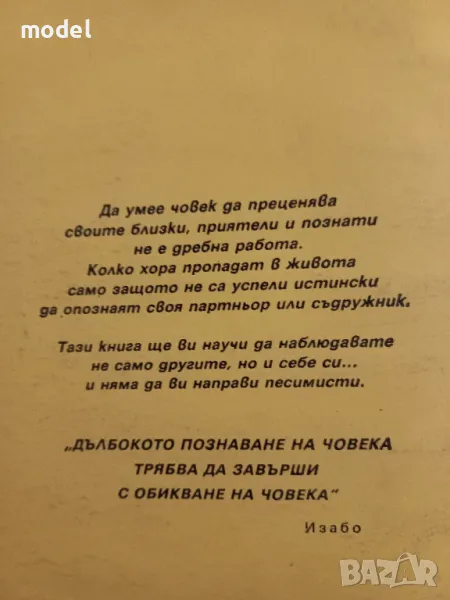 model
Да умее човек да преценява
своите близки, приятели и познати
не е дребна работа.
Колко хора пропадат в живота
само защото не са успели истински
да опознаят своя партньор или съдружник.
Тази книга ще ви научи да наблюдавате
не само другите, но и себе си...
и няма да ви направи песимисти.
„ДЪЛБОКОТО ПОЗНАВАНЕ НА ЧОВЕКА
ТРЯБВА ДА ЗАВЪРШИ
С ОБИКВАНЕ НА ЧОВЕКА“
Изабо
BAZAR